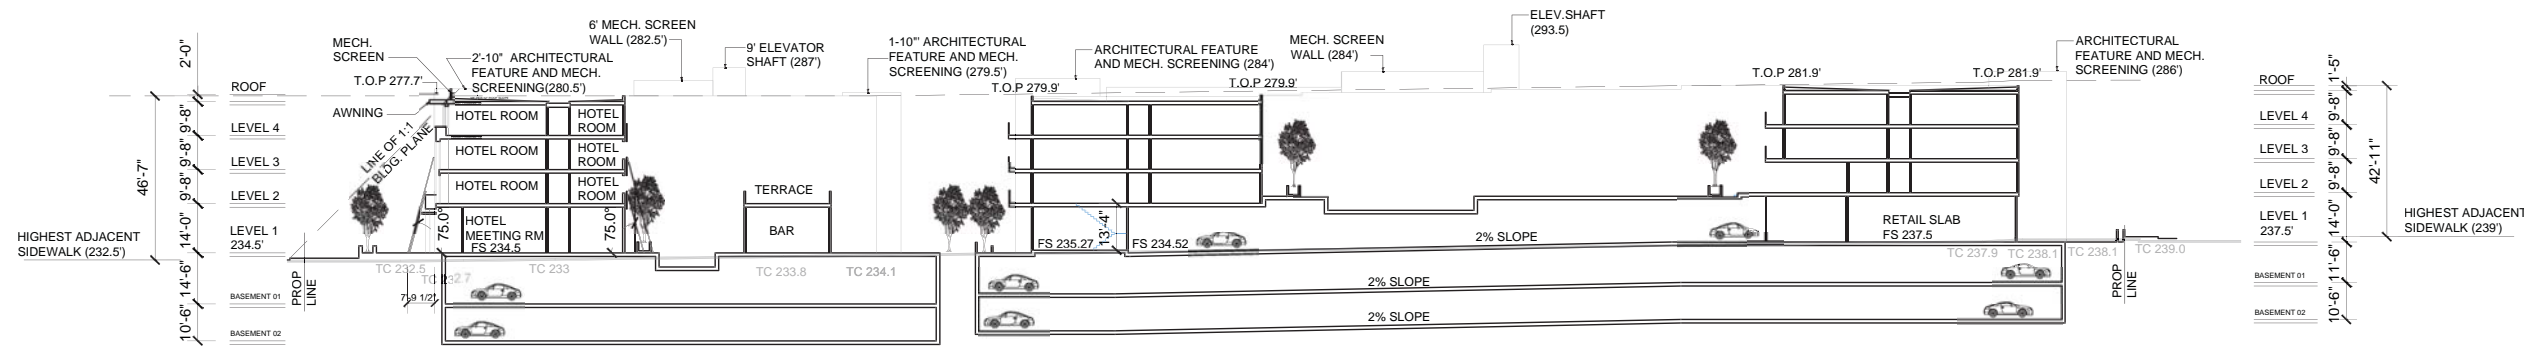 2'-0"
9'-8"
9'-8"
9'-8"
14'-0"
14'-6"
10'-6"
46'-7"
HIGHEST ADJACENT
SIDEWALK (232.5')
ROOF
LEVEL 4
LEVEL 3
LEVEL 2
LEVEL 1
234.5'
BASEMENT 01
BASEMENT 02
PROP
LINE
MECH.
SCREEN
T.O.P 277.7'
AWNING
LINE OF 1:1
BLDG. PLANE
2'-10" ARCHITECTURAL
FEATURE AND MECH.
SCREENING(280.5')
6' MECH. SCREEN
WALL (282.5')
9' ELEVATOR
SHAFT (287')
1-10"' ARCHITECTURAL
FEATURE AND MECH.
SCREENING (279.5')
HOTEL ROOM
HOTEL
ROOM
HOTEL ROOM
HOTEL
ROOM
HOTEL ROOM
HOTEL
ROOM
HOTEL
MEETING RM
FS 234.5
75.0°
75.0°
TERRACE
BAR
TC 232.5
TC 232.7
TC 233
TC 233.8
TC 234.1
7'-9 1/2"
ARCHITECTURAL FEATURE
AND MECH. SCREENING (284')
T.O.P 279.9'
T.O.P 279.9'
MECH. SCREEN
WALL (284')
ELEV.SHAFT
(293.5)
FS 235.27
13'-4"
FS 234.52
2% SLOPE
2% SLOPE
2% SLOPE
T.O.P 281.9'
T.O.P 281.9'
ARCHITECTURAL
FEATURE AND MECH.
SCREENING (286')
RETAIL SLAB
FS 237.5
TC 237.9
TC 238.1
TC 238.1
TC 239.0
PROP
LINE
ROOF
LEVEL 4
LEVEL 3
LEVEL 2
LEVEL 1
237.5'
BASEMENT 01
BASEMENT 02
1'-5"
9'-8"
9'-8"
9'-8"
14'-0"
11'-6"
10'-6"
42'-11"
HIGHEST ADJACENT
SIDEWALK (239')